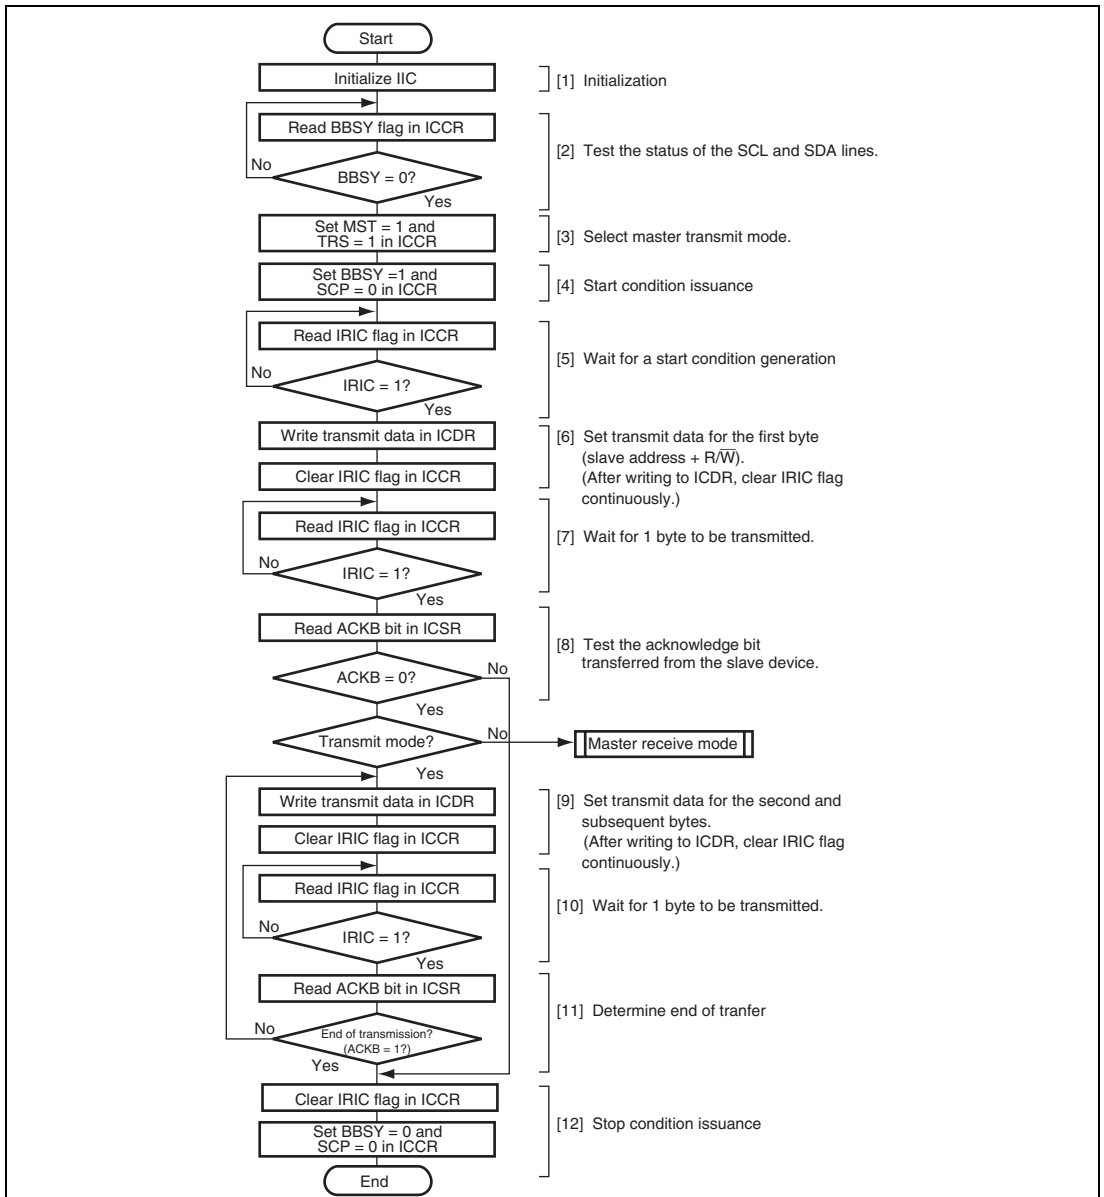 Start
Initialize IIC
[1] Initialization
Read BBSY flag in ICCR
[2] Test the status of the SCL and SDA lines.
No
BBSY = 0?
Yes
Set MST = 1 and
TRS = 1 in ICCR
[3] Select master transmit mode.
Set BBSY =1 and
SCP = 0 in ICCR
[4] Start condition issuance
Read IRIC flag in ICCR
[5] Wait for a start condition generation
No
IRIC = 1?
Yes
Write transmit data in ICDR
[6] Set transmit data for the first byte
(slave address + R/W̅).
(After writing to ICDR, clear IRIC flag
continuously.)
Clear IRIC flag in ICCR
Read IRIC flag in ICCR
[7] Wait for 1 byte to be transmitted.
No
IRIC = 1?
Yes
Read ACKB bit in ICSR
[8] Test the acknowledge bit
transferred from the slave device.
ACKB = 0?
No
Yes
Transmit mode?
No
Master receive mode
Yes
Write transmit data in ICDR
[9] Set transmit data for the second and
subsequent bytes.
(After writing to ICDR, clear IRIC flag
continuously.)
Clear IRIC flag in ICCR
Read IRIC flag in ICCR
[10] Wait for 1 byte to be transmitted.
No
IRIC = 1?
Yes
Read ACKB bit in ICSR
[11] Determine end of tranfer
No
End of transmission?
(ACKB = 1?)
Yes
Clear IRIC flag in ICCR
[12] Stop condition issuance
Set BBSY = 0 and
SCP = 0 in ICCR
End